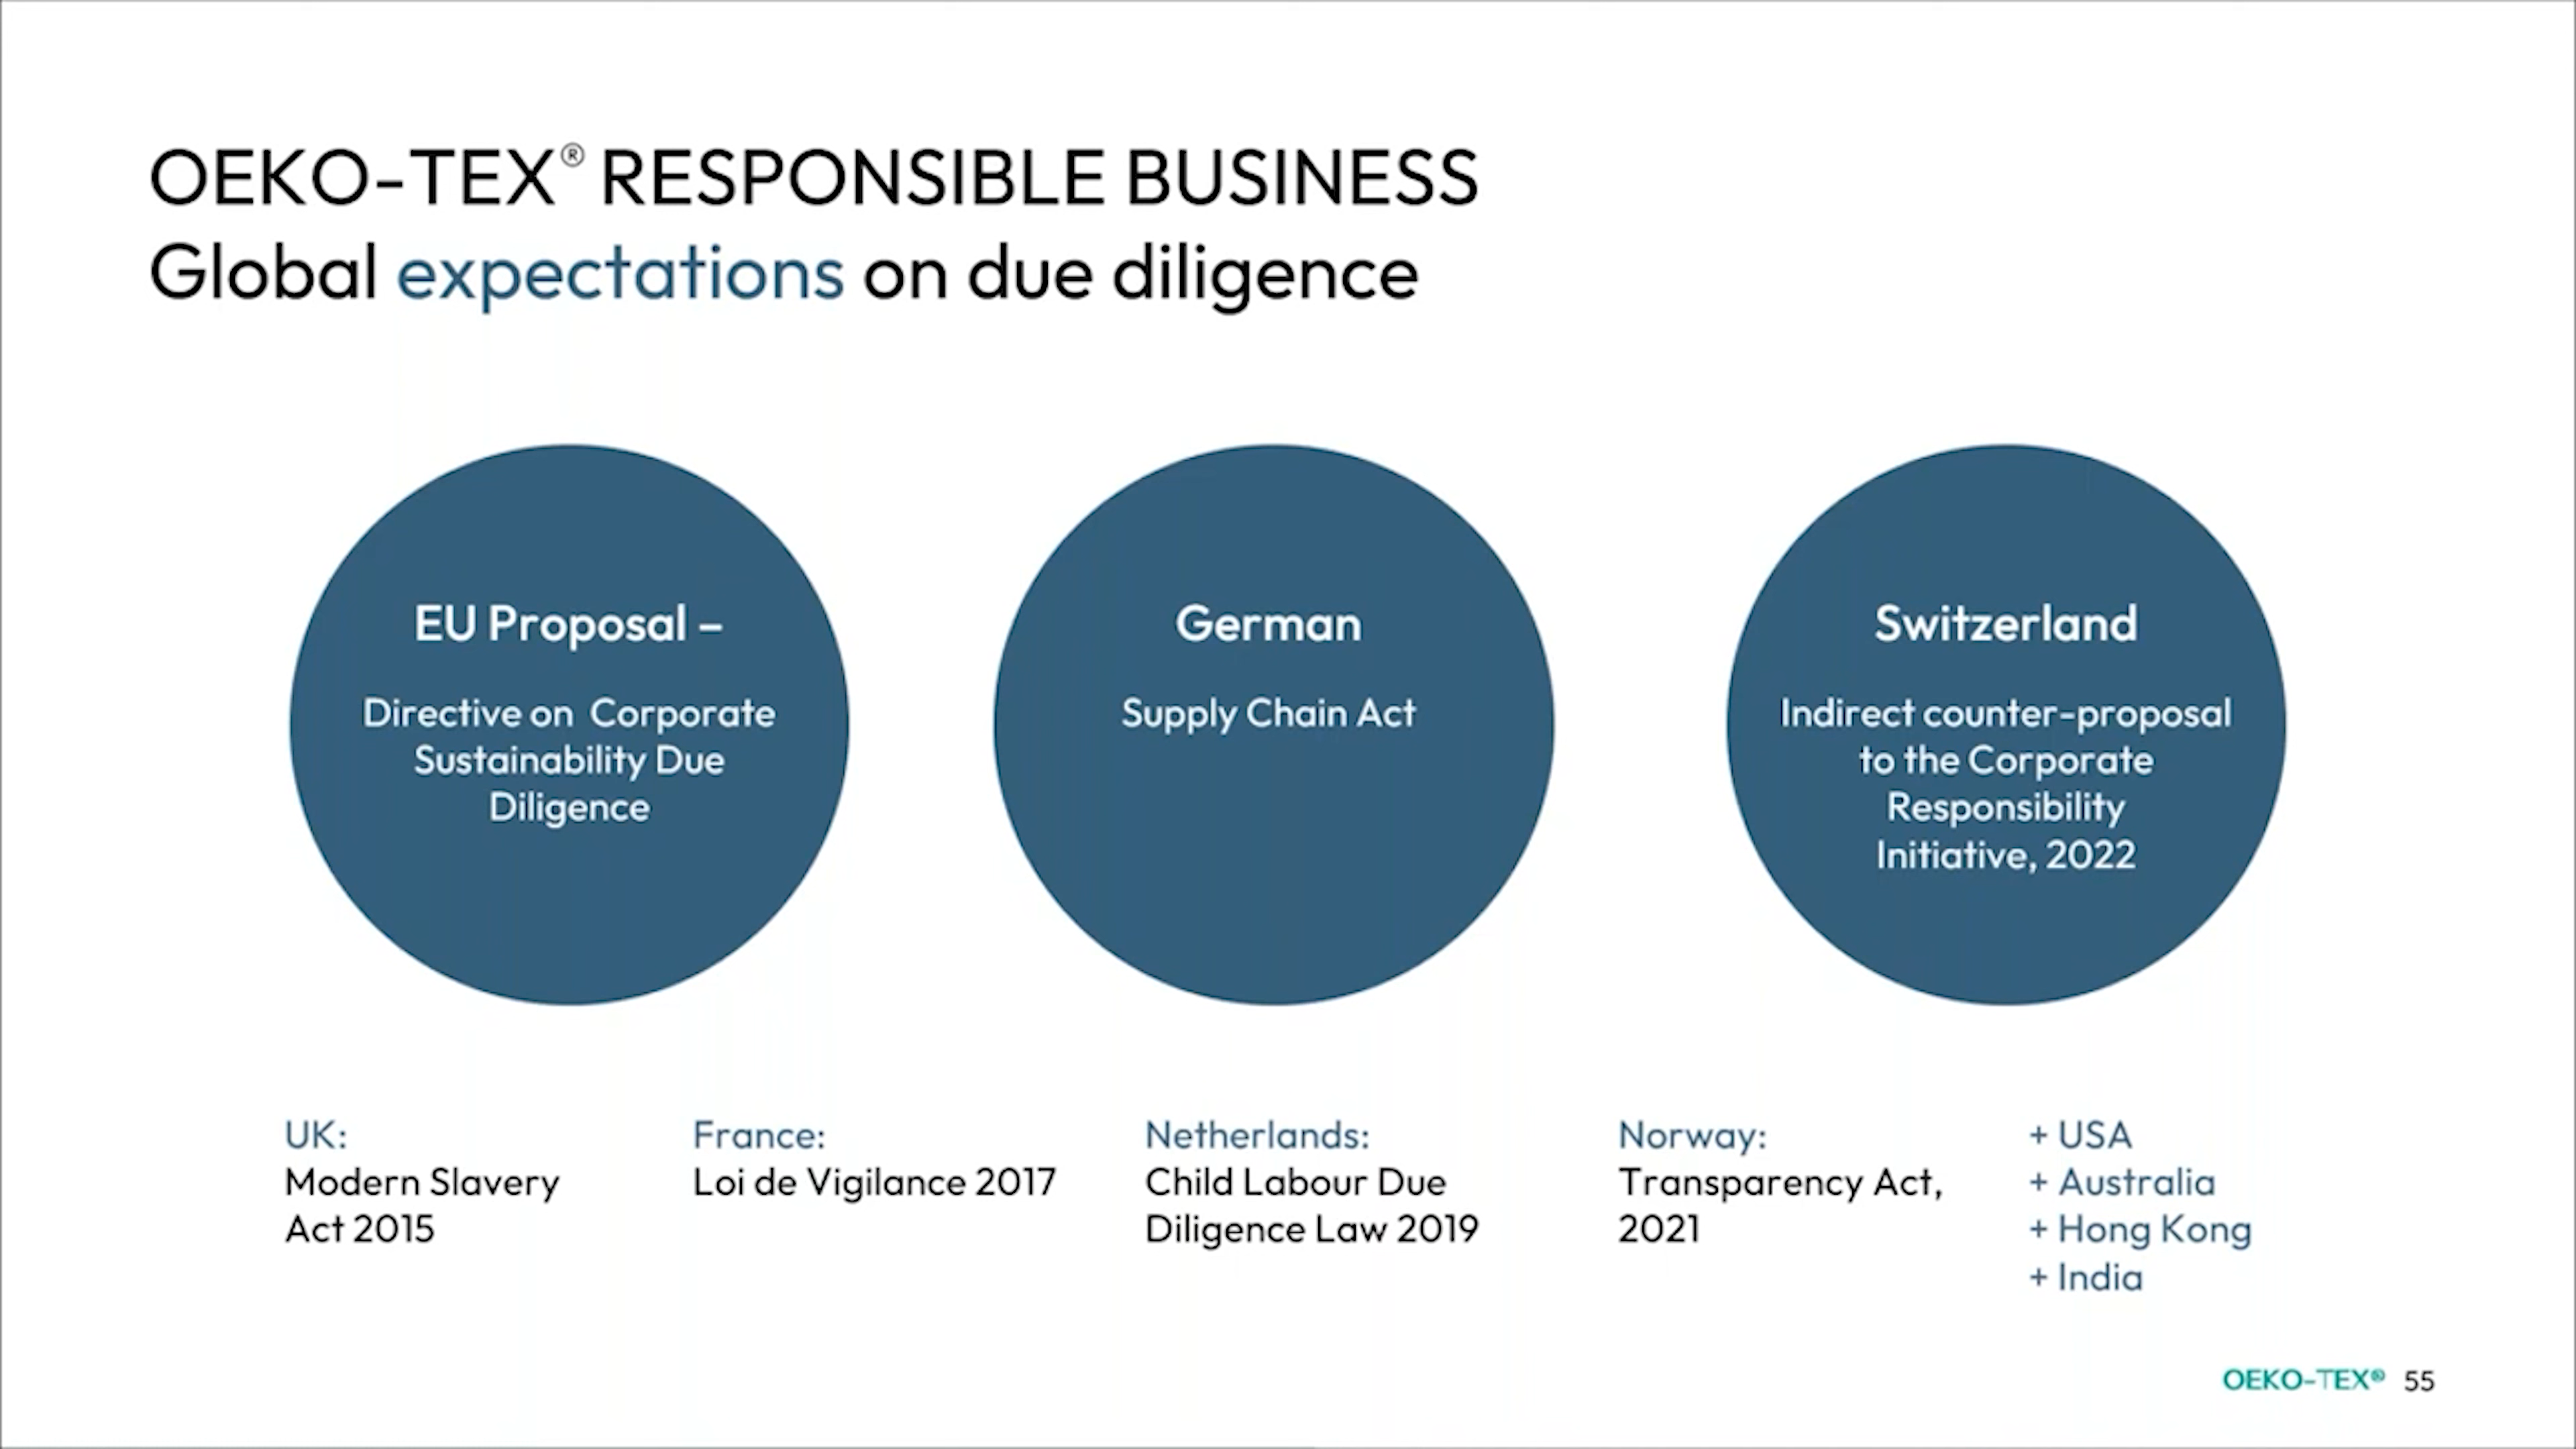 OEKO-TEX® RESPONSIBLE BUSINESS
Global expectations on due diligence
EU Proposal –
Directive on Corporate
Sustainability Due
Diligence
German
Supply Chain Act
Switzerland
Indirect counter-proposal
to the Corporate
Responsibility
Initiative, 2022
UK:
Modern Slavery
Act 2015
France:
Loi de Vigilance 2017
Netherlands:
Child Labour Due
Diligence Law 2019
Norway:
Transparency Act,
2021
+ USA
+ Australia
+ Hong Kong
+ India
OEKO-TEX® 55